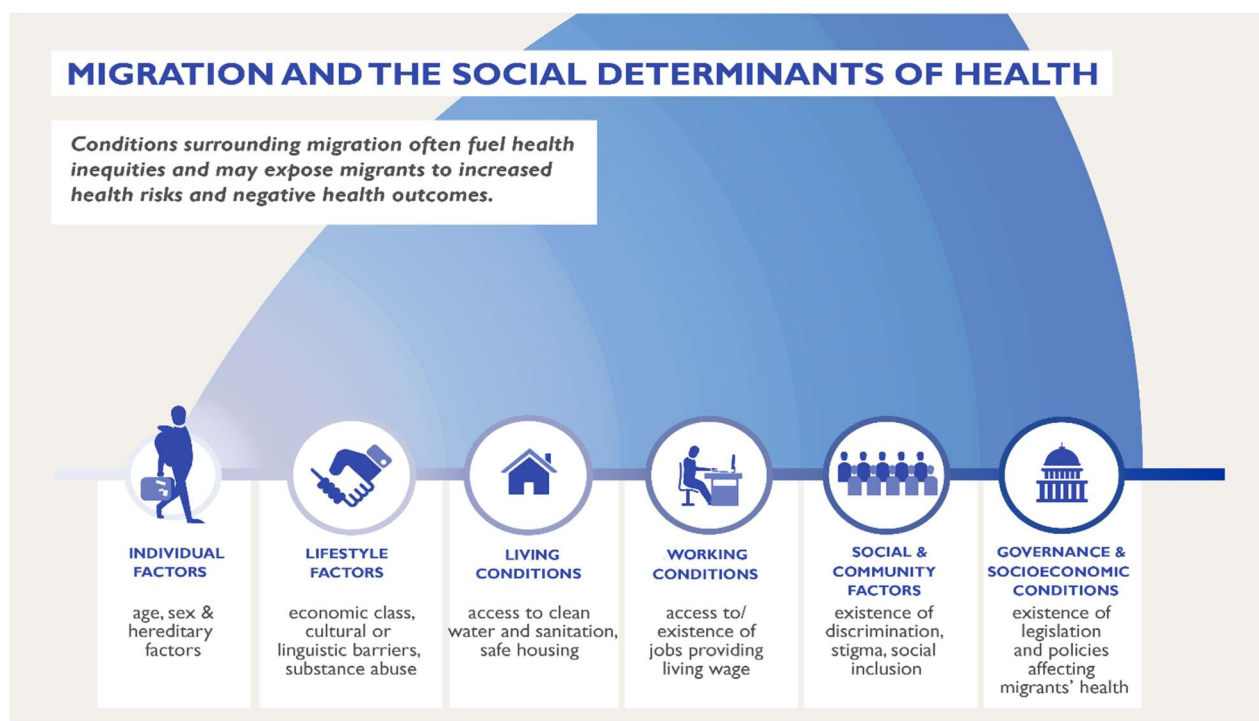 MIGRATION AND THE SOCIAL DETERMINANTS OF HEALTH
Conditions surrounding migration often fuel health
inequities and may expose migrants to increased
health risks and negative health outcomes.
INDIVIDUAL
FACTORS
age, sex &
hereditary
factors
LIFESTYLE
FACTORS
economic class,
cultural or
linguistic barriers,
substance abuse
LIVING
CONDITIONS
access to clean
water and sanitation,
safe housing
WORKING
CONDITIONS
access to/
existence of
jobs providing
living wage
SOCIAL &
COMMUNITY
FACTORS
existence of
discrimination,
stigma, social
inclusion
GOVERNANCE &
SOCIOECONOMIC
CONDITIONS
existence of
legislation
and policies
affecting
migrants' health